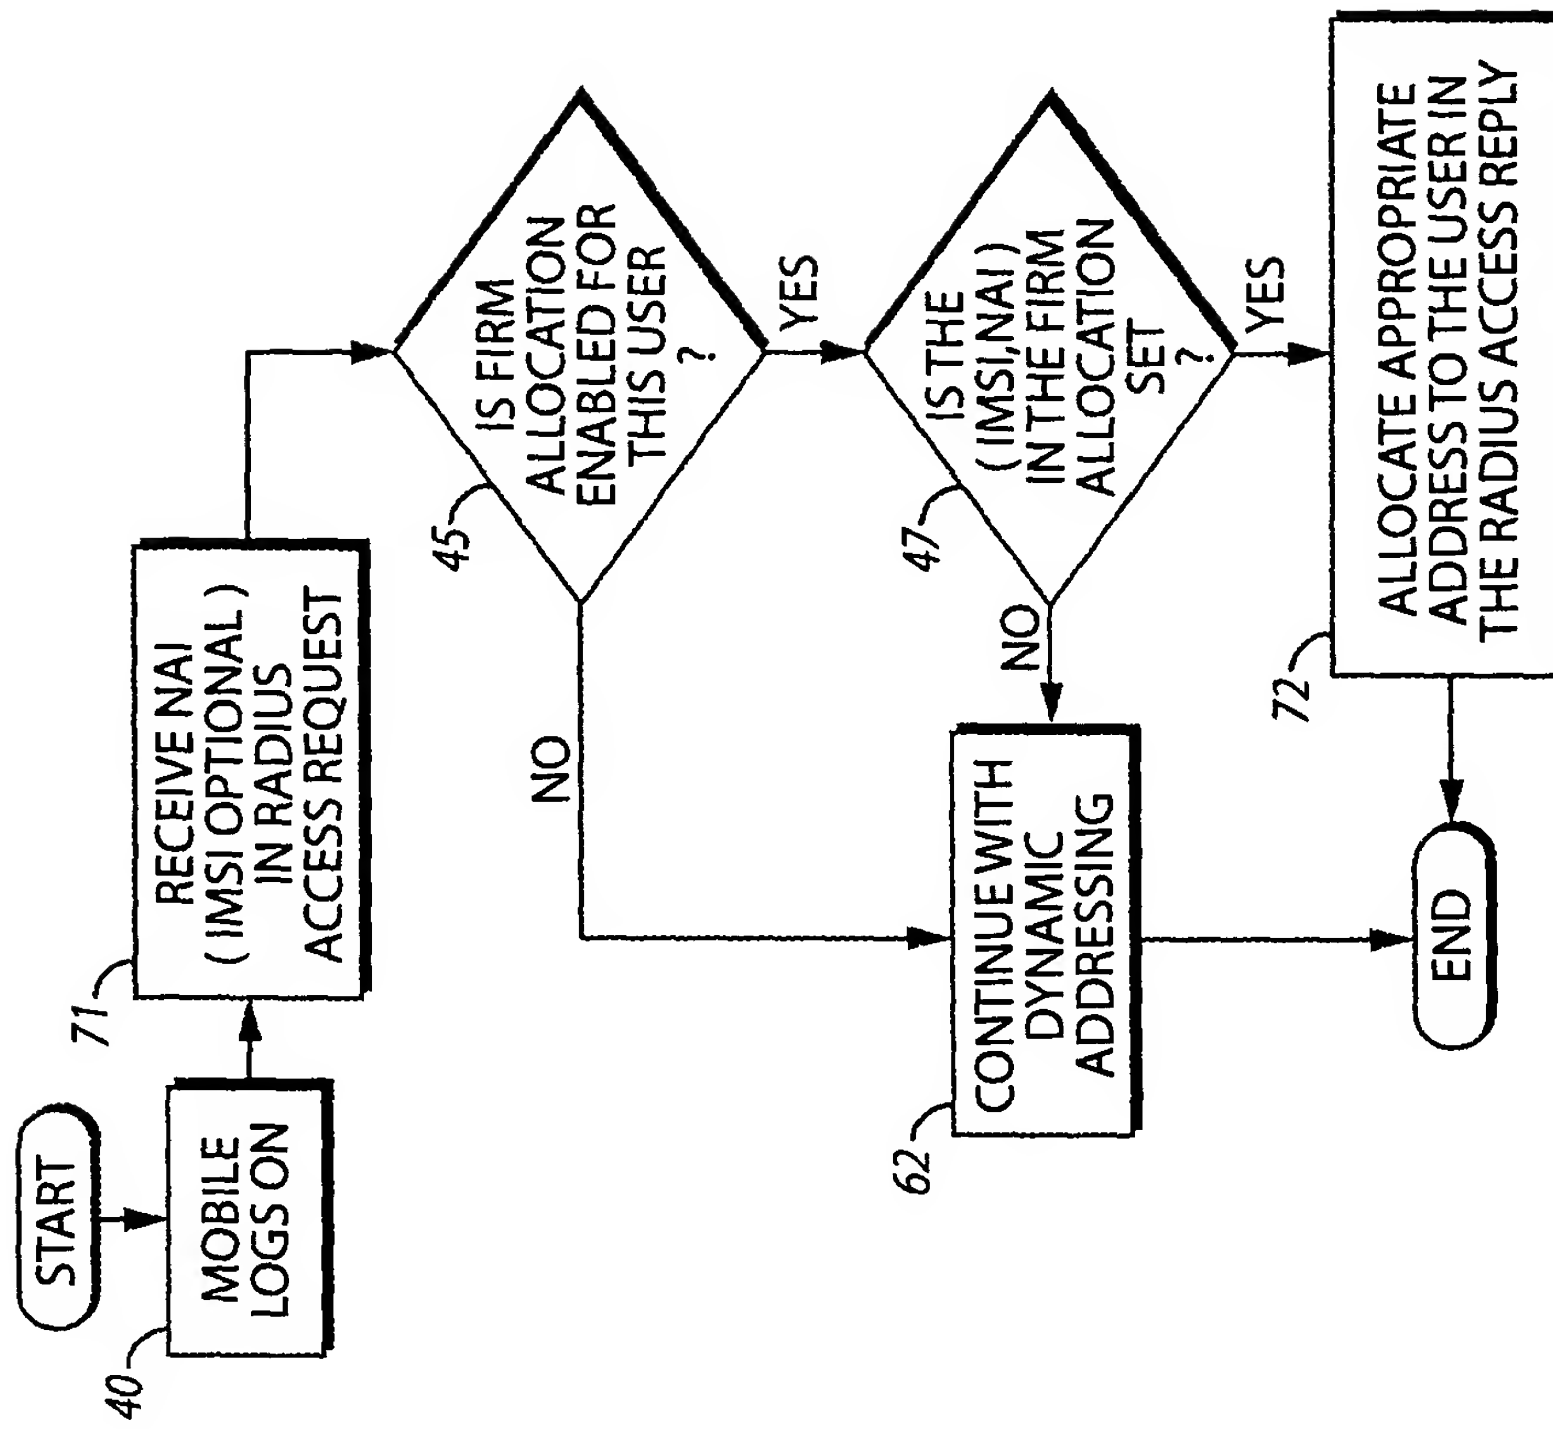 START
40
MOBILE
LOGS ON
71
RECEIVE NAI
( IMSI OPTIONAL )
IN RADIUS
ACCESS REQUEST
45
IS FIRM
ALLOCATION
ENABLED FOR
THIS USER
?
NO
YES
47
IS THE
( IMSI,NAI )
IN THE FIRM
ALLOCATION
SET
?
NO
YES
62
CONTINUE WITH
DYNAMIC
ADDRESSING
72
ALLOCATE APPROPRIATE
ADDRESS TO THE USER IN
THE RADIUS ACCESS REPLY
END